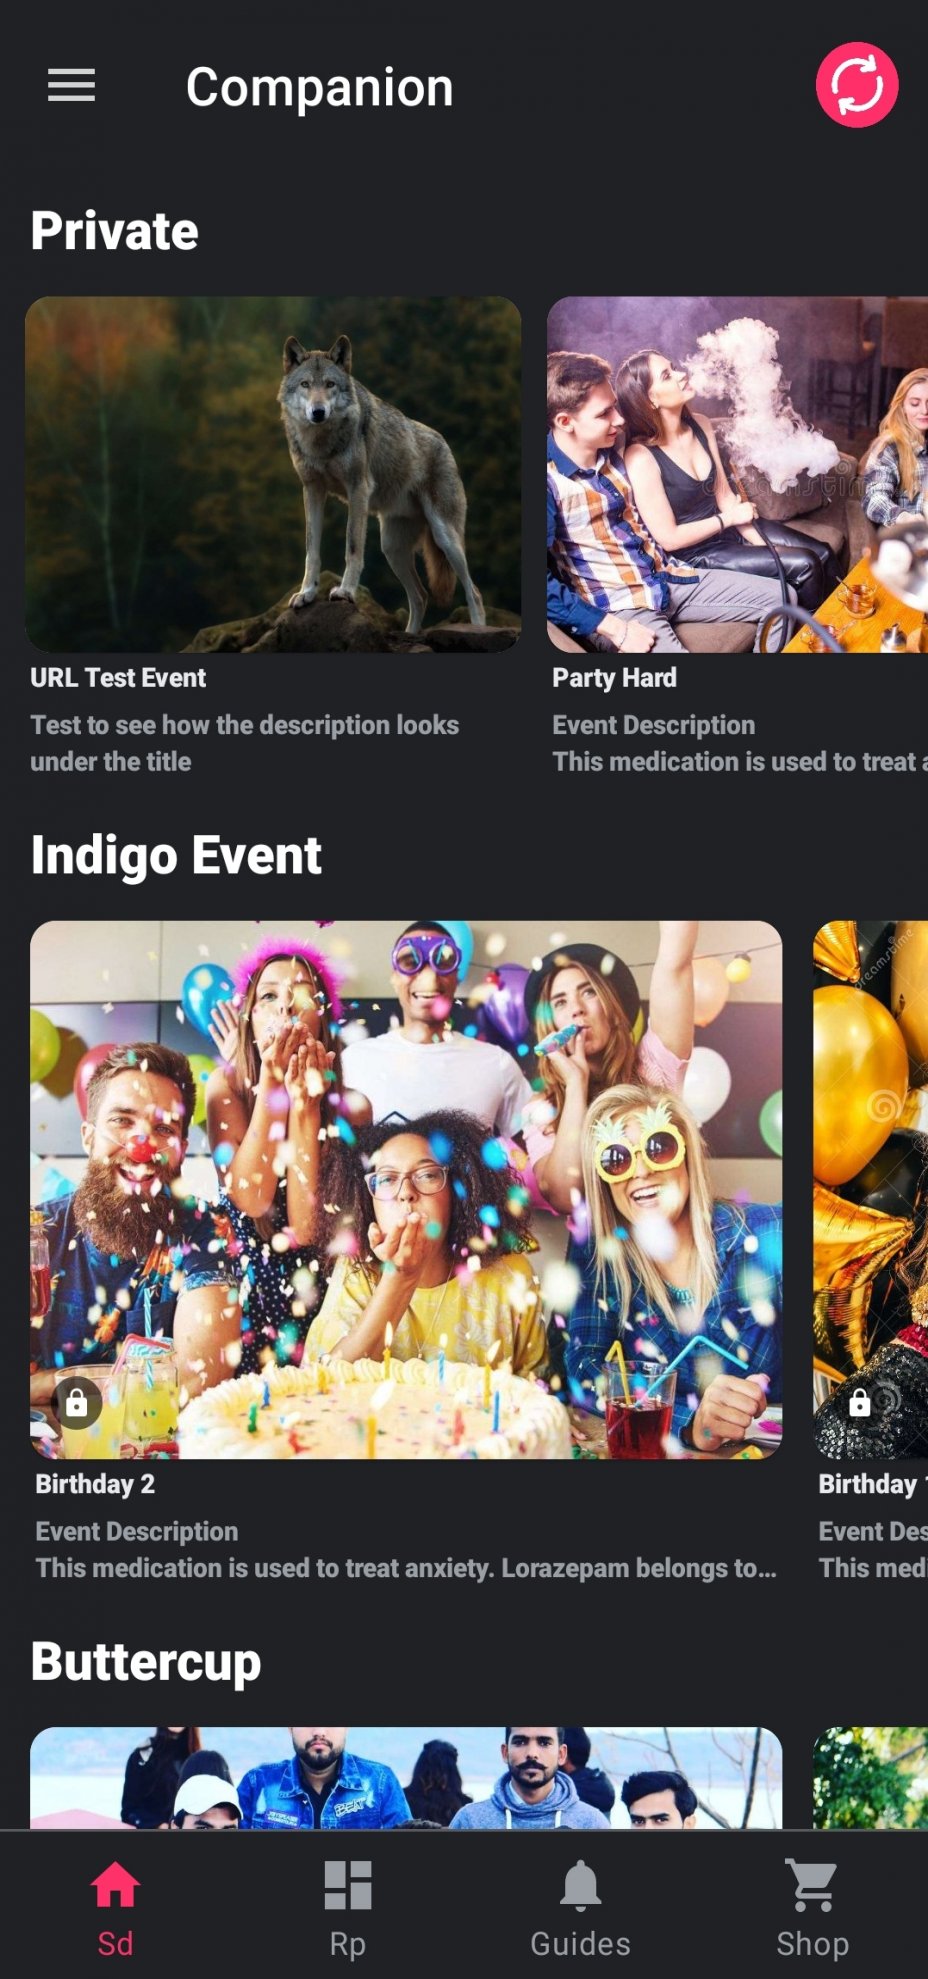 Companion
Private
dreamstime
URL Test Event
Test to see how the description looks
under the title
Party Hard
Event Description
This medication is used to treat
Indigo Event
dreamstime
Birthday 2
Event Description
This medication is used to treat anxiety. Lorazepam belongs to...
Birthday
Event Des
This medi
Buttercup
Sd
Rp
Guides
Shop